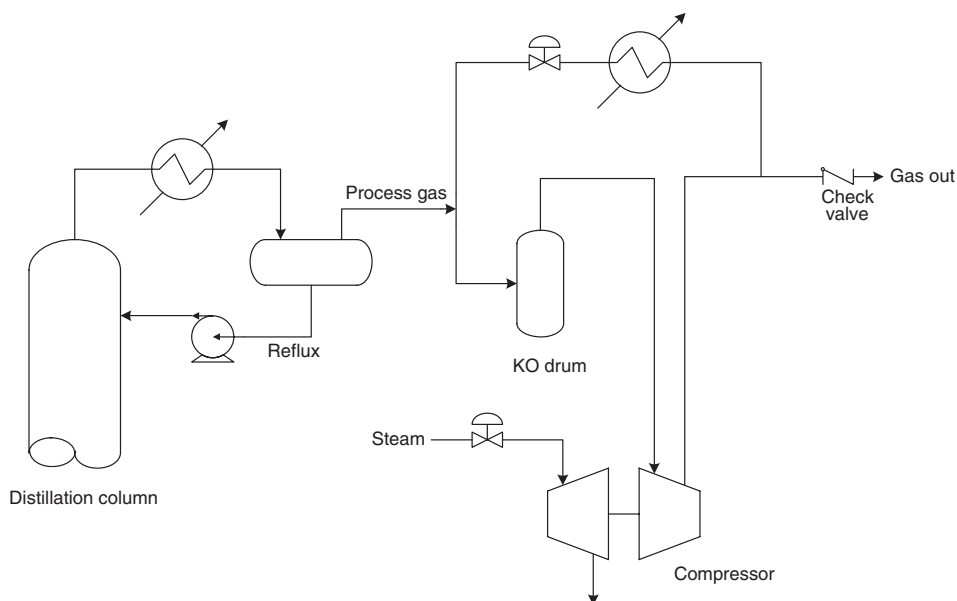 Process gas
Gas out
Check
valve
Reflux
KO drum
Steam
Distillation column
Compressor